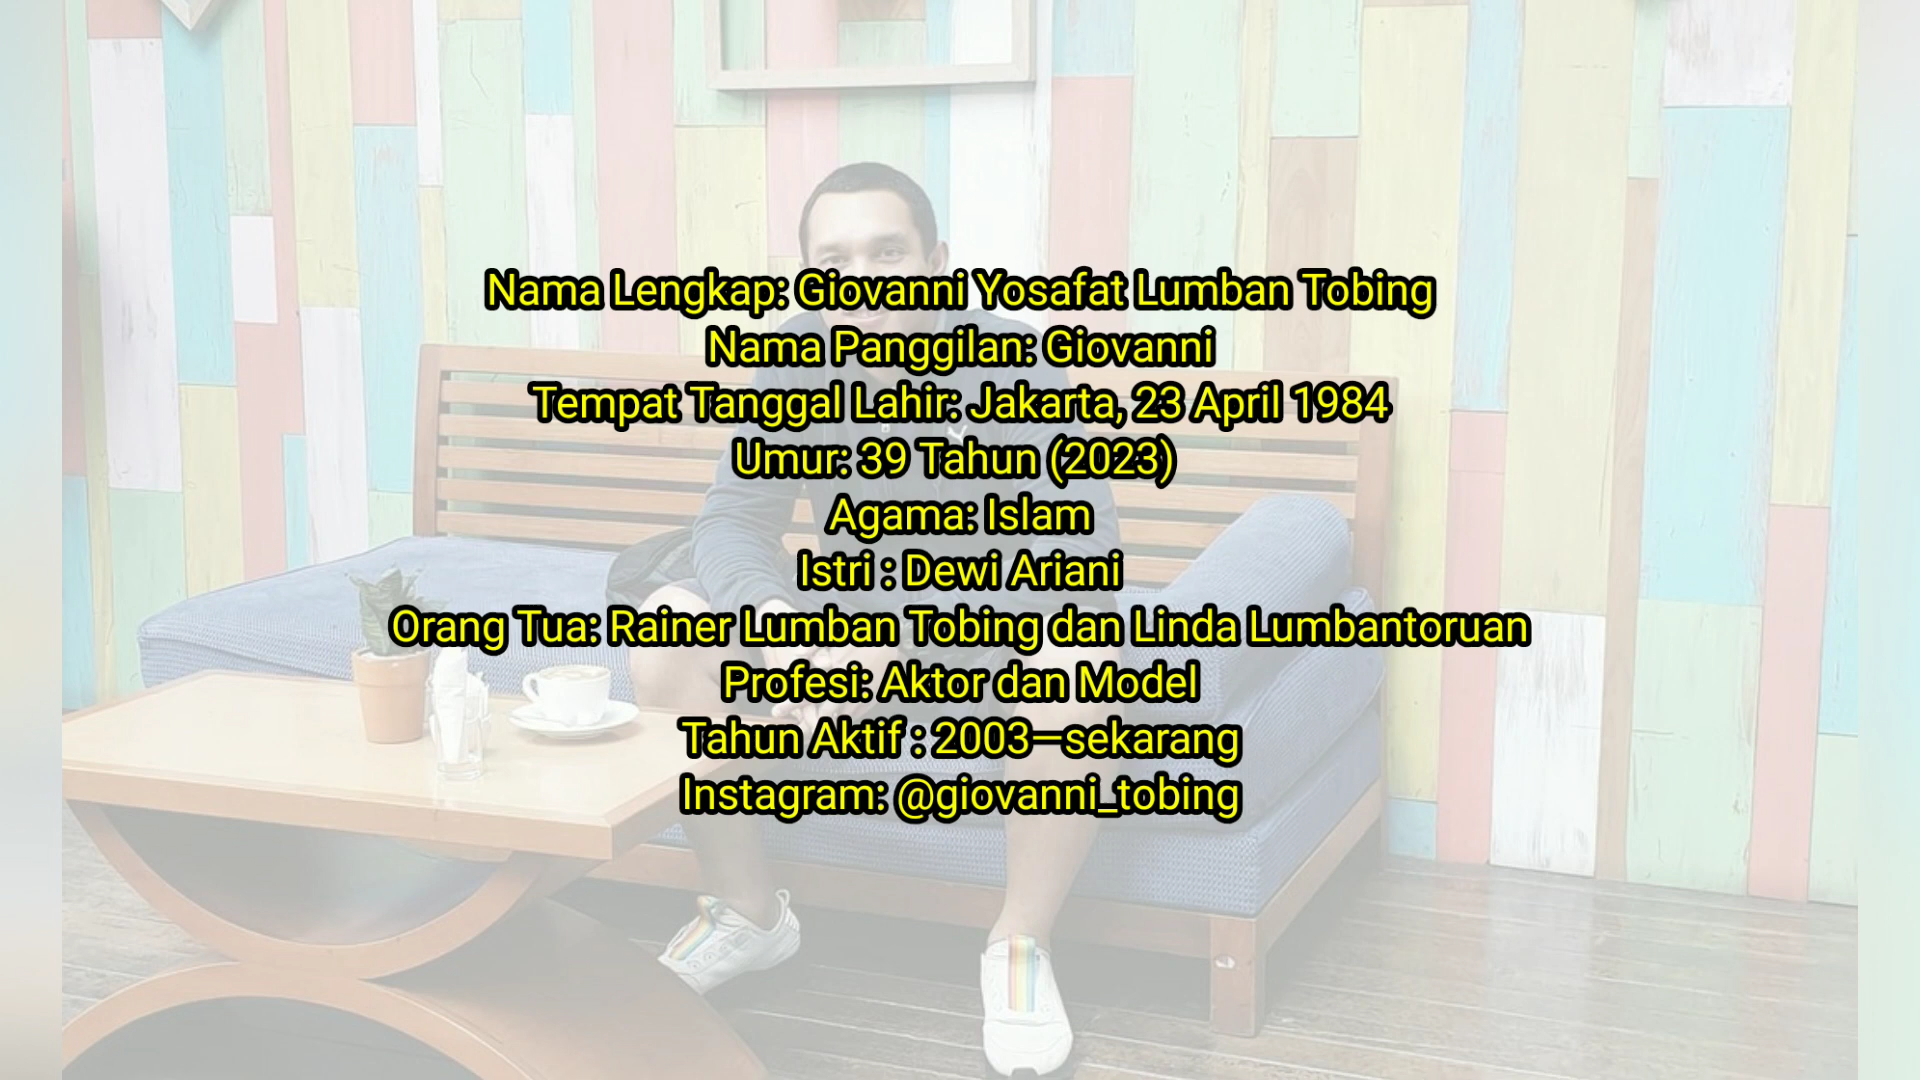 Nama Lengkap: Giovanni Yosafat Lumban Tobing
Nama Panggilan: Giovanni
Tempat Tanggal Lahir: Jakarta, 23 April 1984
Umur: 39 Tahun (2023)
Agama: Islam
Istri : Dewi Ariani
Orang Tua: Rainer Lumban Tobing dan Linda Lumbantoruan
Profesi: Aktor dan Model
Tahun Aktif : 2003—sekarang
Instagram: @giovanni_tobing